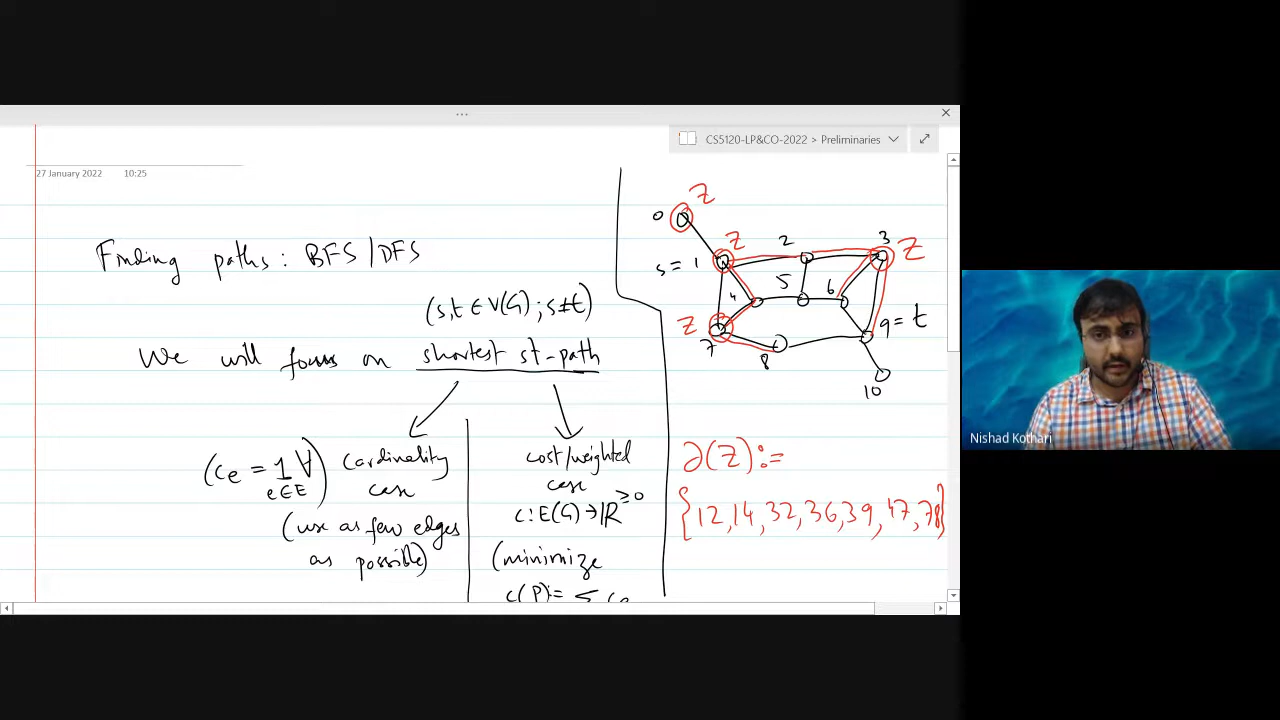 CS5120-LP&CO-2022 > Preliminaries
27 January 2022 10:25
Finding paths: BFS/DFS
(s,t ∈ V(G); s≠t)
We will focus on shortest st-path
(c_e = 1 ∀ e∈E) cardinality case
(use as few edges
as possible)
cost/weighted
case
c: E(G)→ℝ≥0
(minimize
c(P):= Σ c_e
0 Z
Z 2 3 Z
s = 1
4 5 6
Z 7 8 9 = t
10
∂(Z):=
{12,14,32,36,39,47,78}
Nishad Kothari